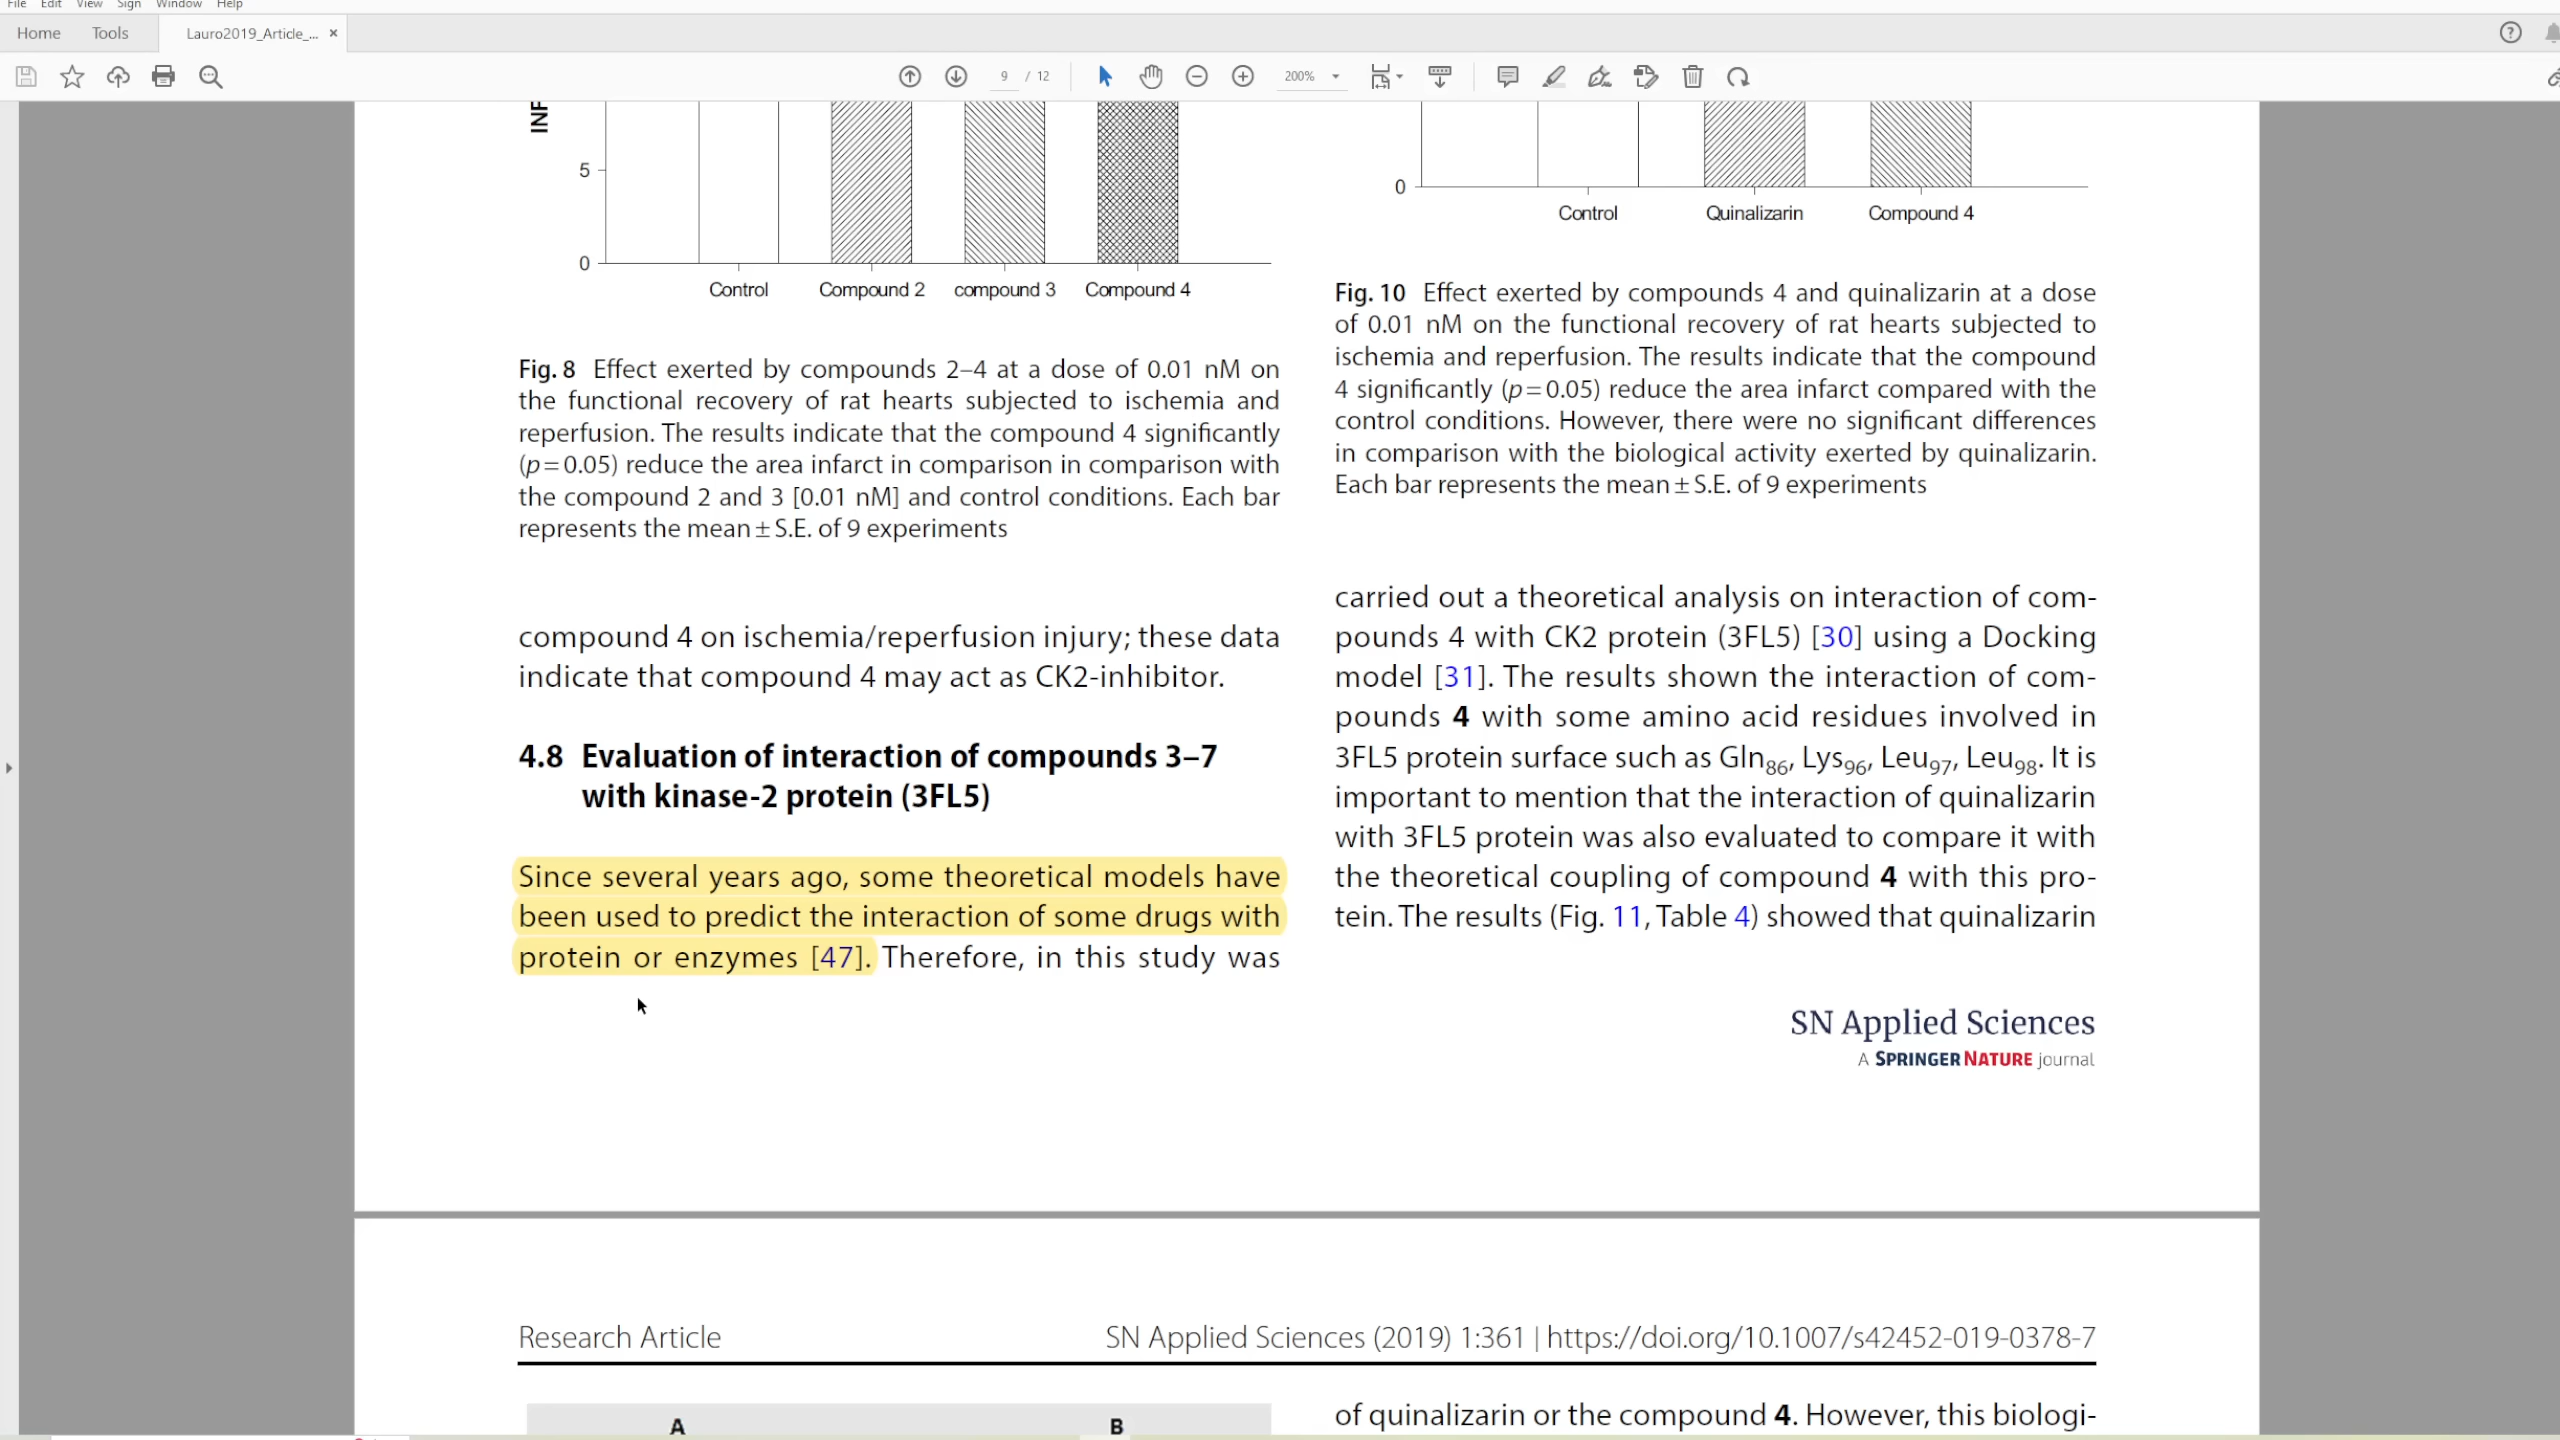 File Edit View Sign Window Help
Home Tools Lauro2019_Article_... ×
9 / 12 200%
INF
5
0
Control Compound 2 compound 3 Compound 4
Fig. 8 Effect exerted by compounds 2–4 at a dose of 0.01 nM on
the functional recovery of rat hearts subjected to ischemia and
reperfusion. The results indicate that the compound 4 significantly
(p = 0.05) reduce the area infarct in comparison in comparison with
the compound 2 and 3 [0.01 nM] and control conditions. Each bar
represents the mean ± S.E. of 9 experiments
compound 4 on ischemia/reperfusion injury; these data
indicate that compound 4 may act as CK2-inhibitor.
4.8 Evaluation of interaction of compounds 3–7
with kinase-2 protein (3FL5)
Since several years ago, some theoretical models have
been used to predict the interaction of some drugs with
protein or enzymes [47]. Therefore, in this study was
0
Control Quinalizarin Compound 4
Fig. 10 Effect exerted by compounds 4 and quinalizarin at a dose
of 0.01 nM on the functional recovery of rat hearts subjected to
ischemia and reperfusion. The results indicate that the compound
4 significantly (p = 0.05) reduce the area infarct compared with the
control conditions. However, there were no significant differences
in comparison with the biological activity exerted by quinalizarin.
Each bar represents the mean ± S.E. of 9 experiments
carried out a theoretical analysis on interaction of com-
pounds 4 with CK2 protein (3FL5) [30] using a Docking
model [31]. The results shown the interaction of com-
pounds 4 with some amino acid residues involved in
3FL5 protein surface such as Gln86, Lys96, Leu97, Leu98. It is
important to mention that the interaction of quinalizarin
with 3FL5 protein was also evaluated to compare it with
the theoretical coupling of compound 4 with this pro-
tein. The results (Fig. 11, Table 4) showed that quinalizarin
SN Applied Sciences
A SPRINGER NATURE journal
Research Article SN Applied Sciences (2019) 1:361 | https://doi.org/10.1007/s42452-019-0378-7
A B
of quinalizarin or the compound 4. However, this biologi-